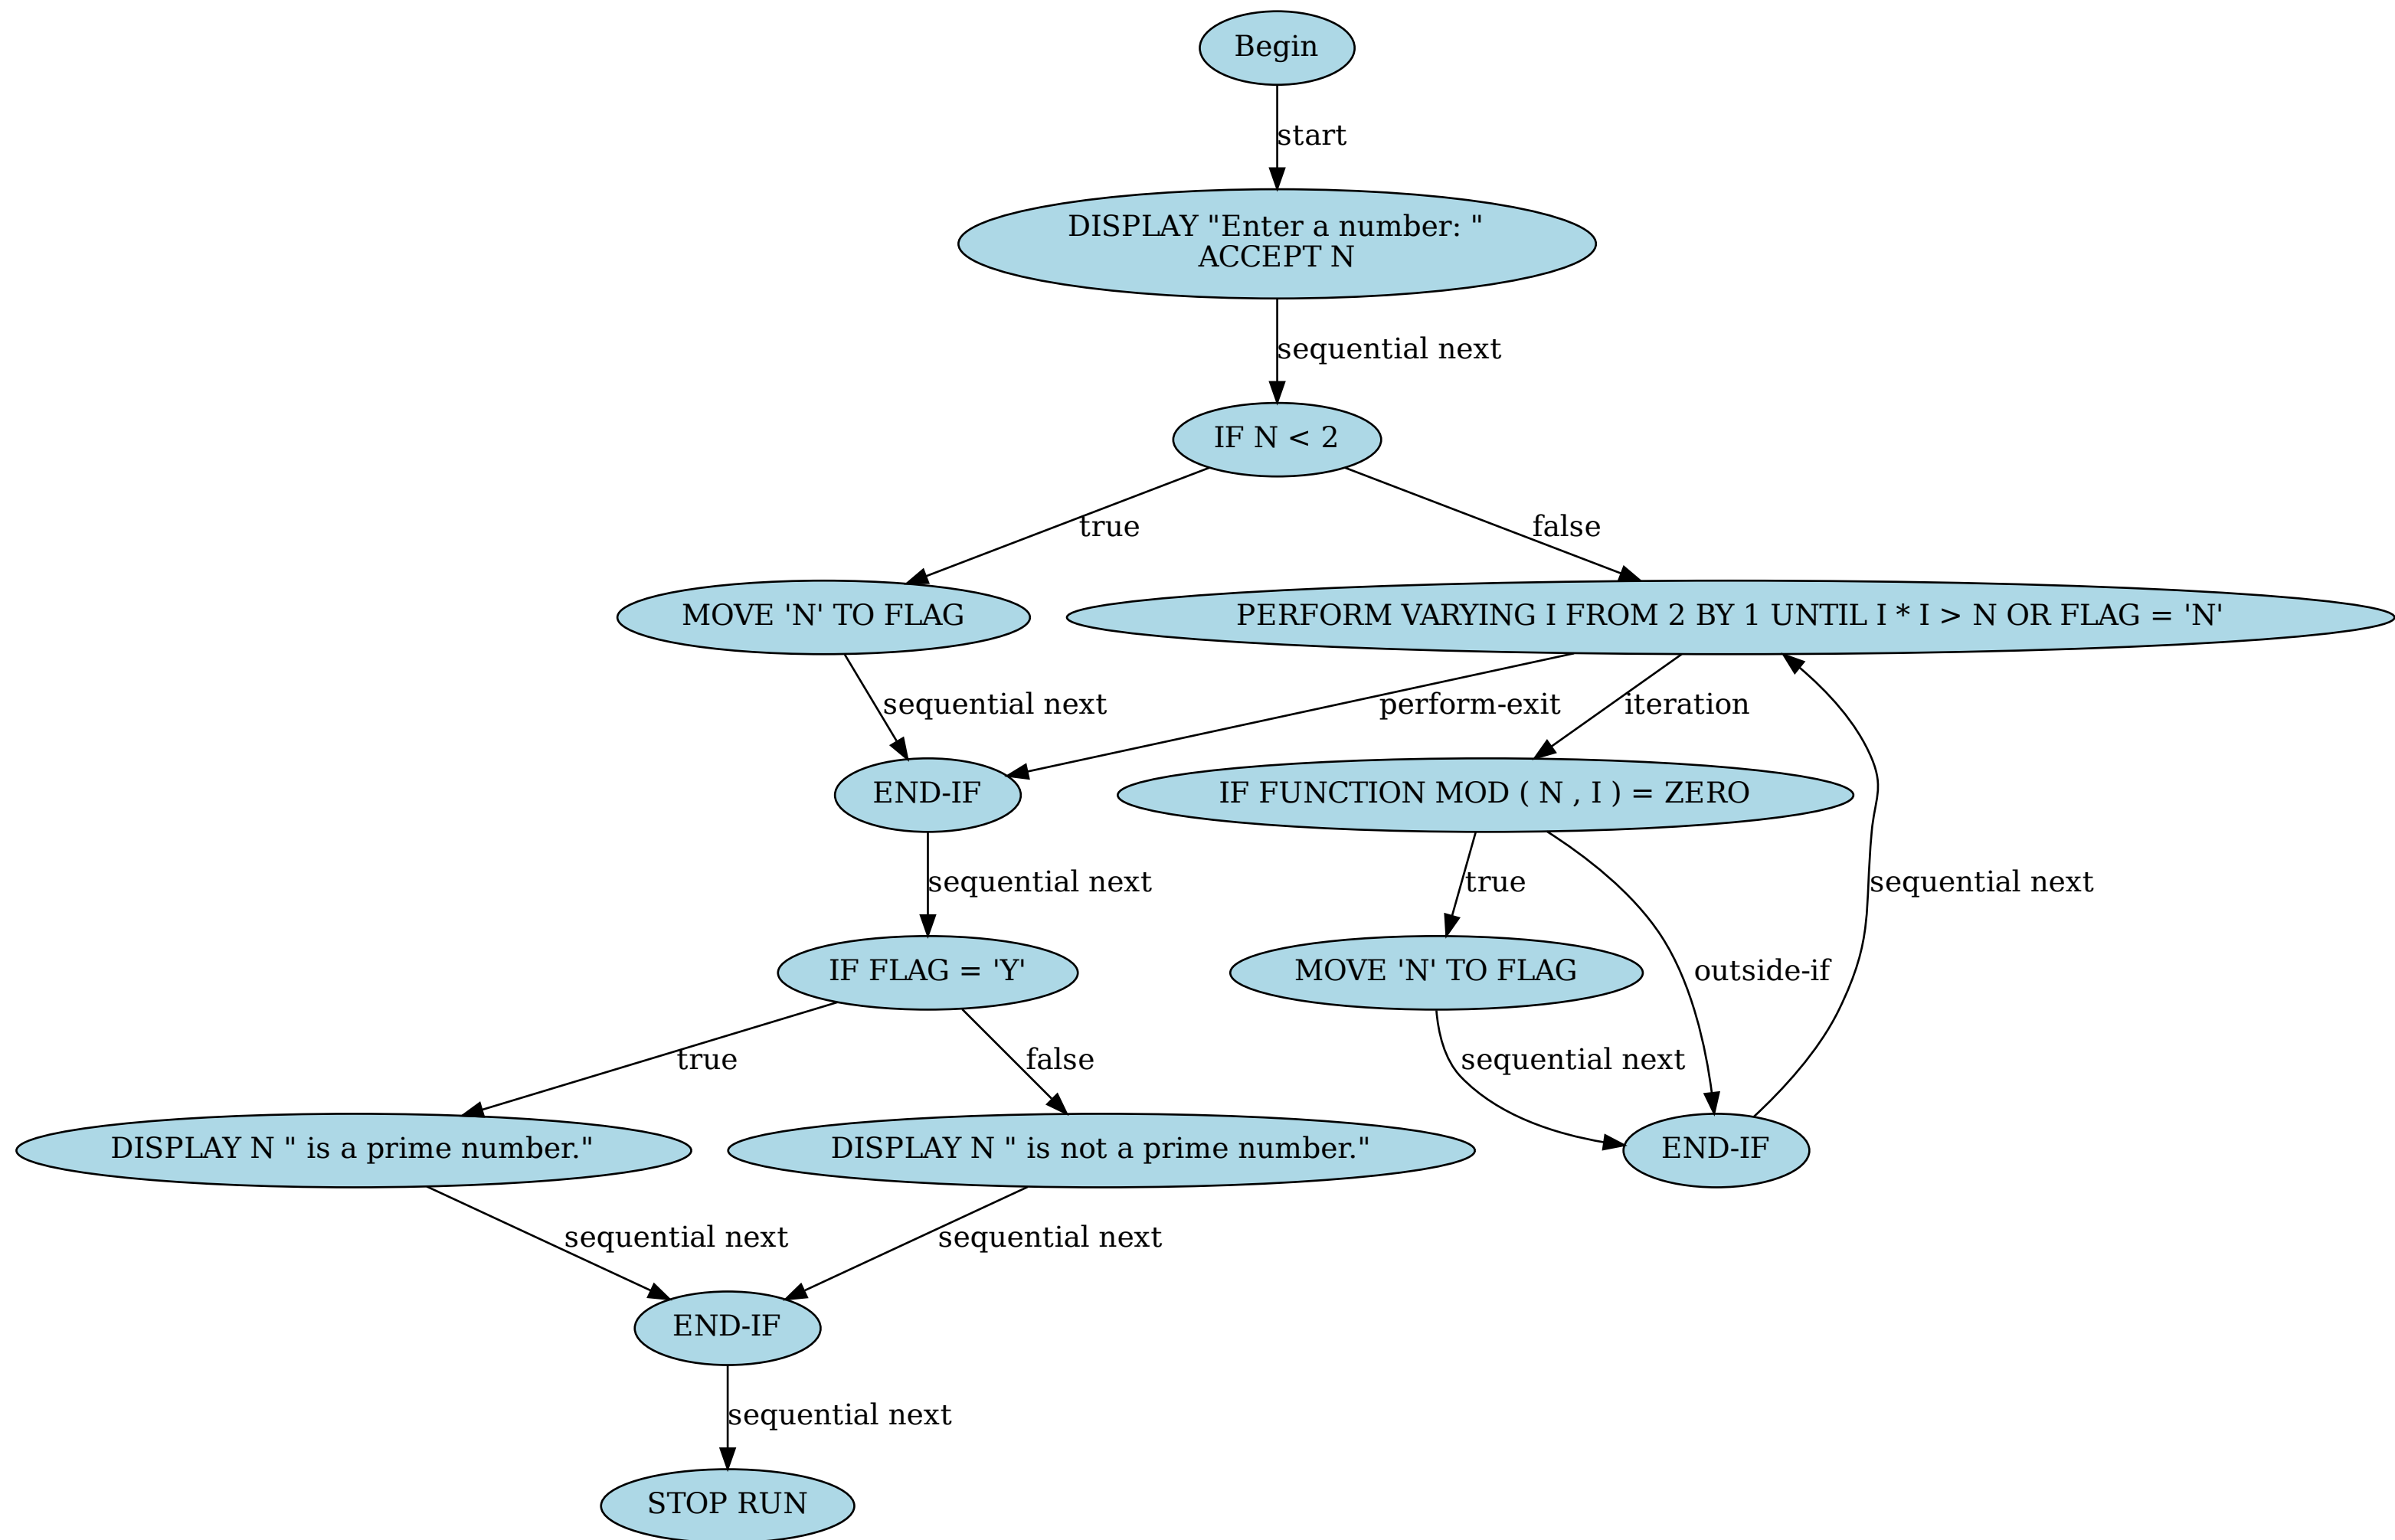 Begin
start
DISPLAY "Enter a number: "
ACCEPT N
sequential next
IF N < 2
true
false
MOVE 'N' TO FLAG
PERFORM VARYING I FROM 2 BY 1 UNTIL I * I > N OR FLAG = 'N'
sequential next
perform-exit
iteration
END-IF
IF FUNCTION MOD ( N , I ) = ZERO
sequential next
true
sequential next
IF FLAG = 'Y'
MOVE 'N' TO FLAG
outside-if
true
false
sequential next
DISPLAY N " is a prime number."
DISPLAY N " is not a prime number."
END-IF
sequential next
sequential next
END-IF
sequential next
STOP RUN